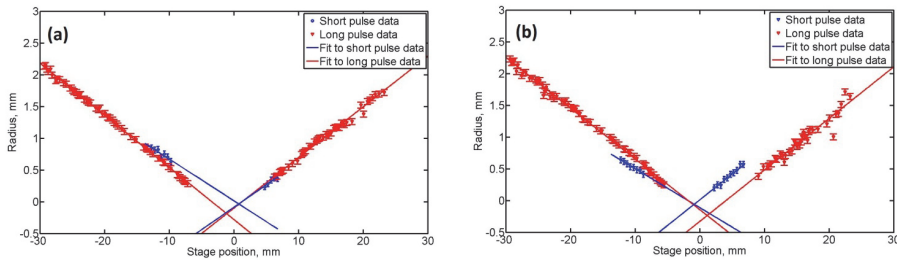 (a)
Short pulse data
Long pulse data
Fit to short pulse data
Fit to long pulse data
3
2.5
2
1.5
1
0.5
0
-0.5
Radius, mm
-30 -20 -10 0 10 20 30
Stage position, mm
(b)
Short pulse data
Long pulse data
Fit to short pulse data
Fit to long pulse data
3
2.5
2
1.5
1
0.5
0
-0.5
Radius, mm
-30 -20 -10 0 10 20 30
Stage position, mm